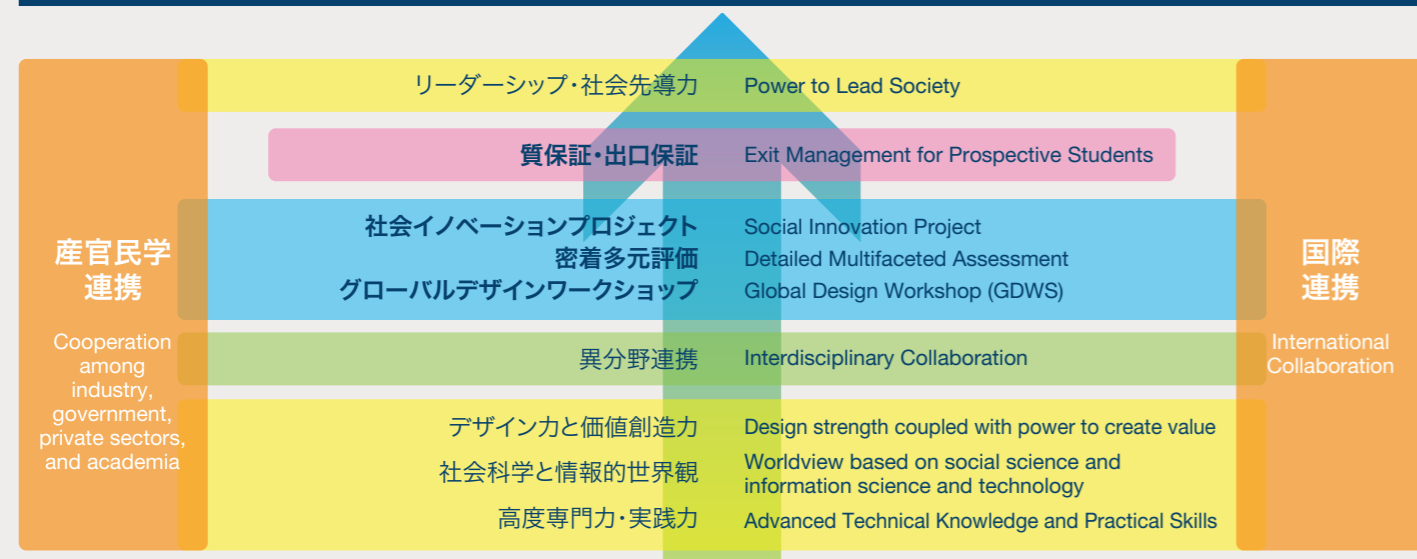 産官民学
連携
Cooperation
among
industry,
government,
private sectors,
and academia
リーダーシップ・社会先導力 Power to Lead Society
質保証・出口保証 Exit Management for Prospective Students
社会イノベーションプロジェクト Social Innovation Project
密着多元評価 Detailed Multifaceted Assessment
グローバルデザインワークショップ Global Design Workshop (GDWS)
異分野連携 Interdisciplinary Collaboration
デザイン力と価値創造力 Design strength coupled with power to create value
社会科学と情報的世界観 Worldview based on social science and
information science and technology
高度専門力・実践力 Advanced Technical Knowledge and Practical Skills
国際
連携
International
Collaboration